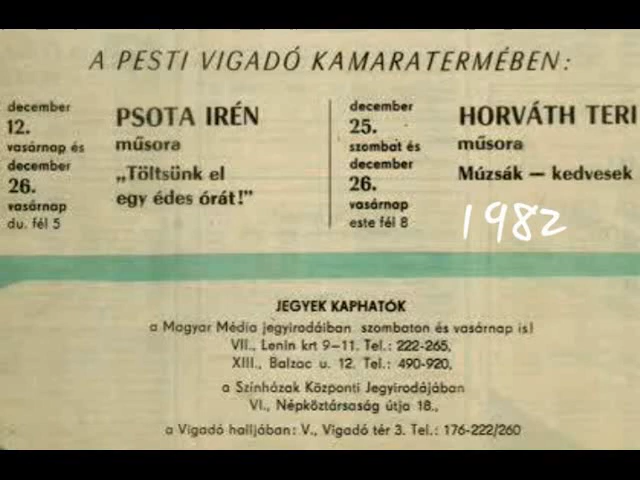 A PESTI VIGADÓ KAMARATERMÉBEN:
december
12.
vasárnap és
december
26.
vasárnap
du. fél 5
PSOTA IRÉN
műsora
„Töltsünk el
egy édes órát!"
december
25.
szombat és
december
26.
vasárnap
este fél 8
HORVÁTH TERI
műsora
Múzsák — kedvesek
1982
JEGYEK KAPHATÓK
a Magyar Média jegyirodáiban szombaton és vasárnap is!
VII., Lenin krt 9–11. Tel.: 222-265,
XIII., Balzac u. 12. Tel.: 490-920,
a Színházak Központi Jegyirodájában
VI., Népköztársaság útja 18.,
a Vigadó halljában: V., Vigadó tér 3. Tel.: 176-222/260